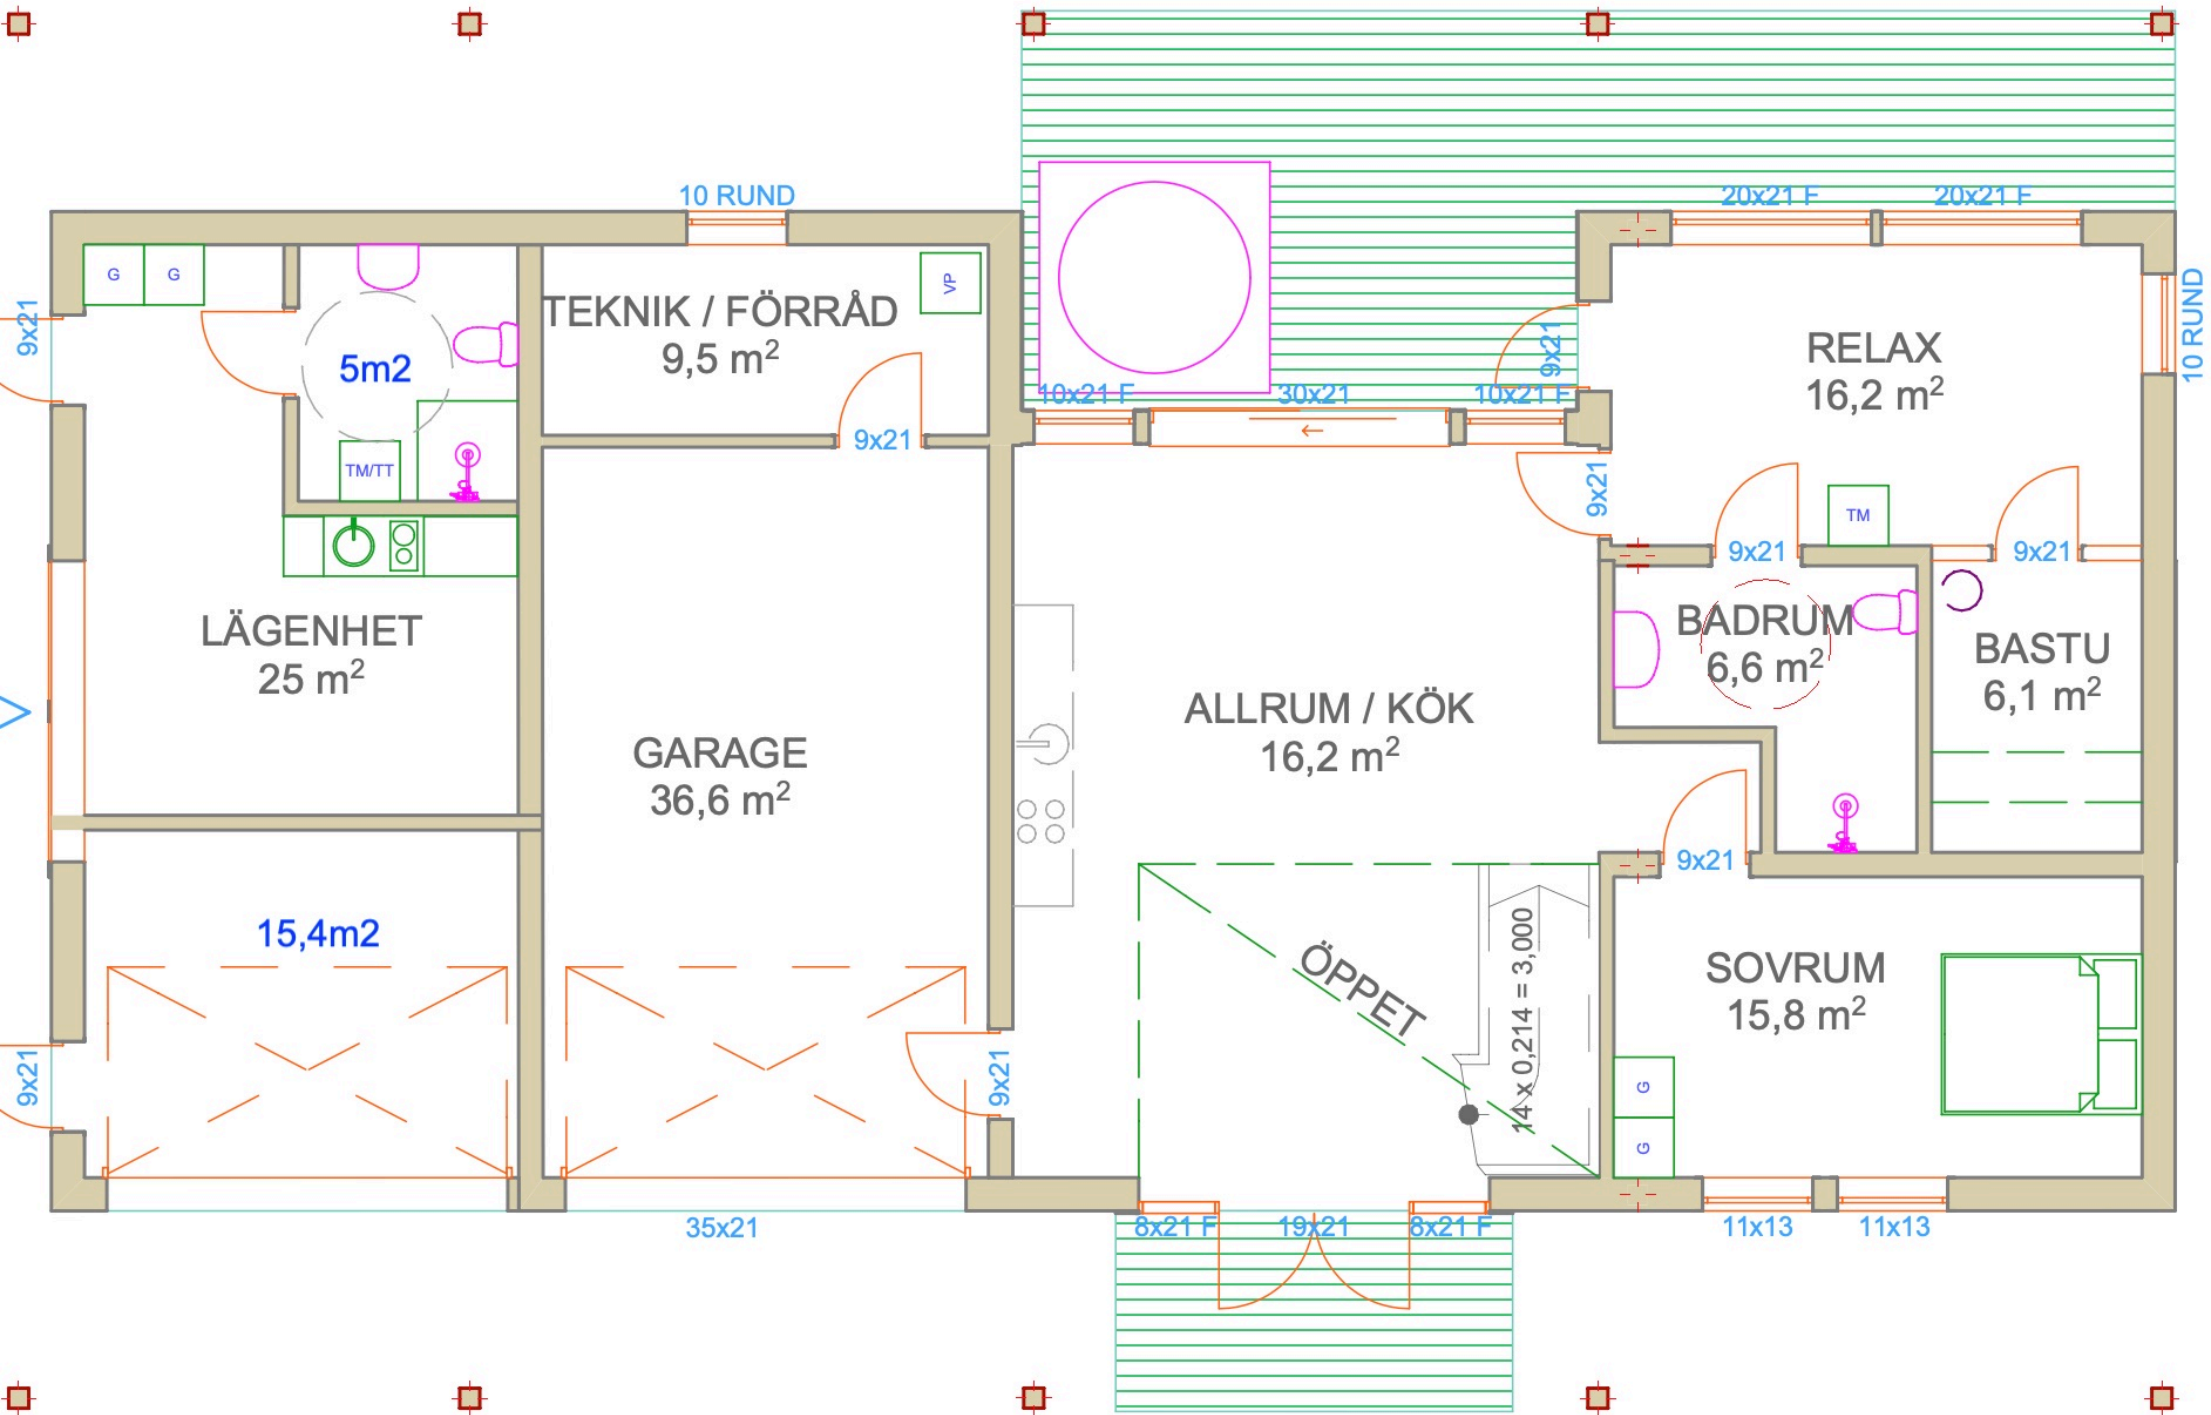 10 RUND
20x21 F
20x21 F
G
G
VP
9x21
TEKNIK / FÖRRÅD
9,5 m²
5m2
9x21
RELAX
16,2 m²
10 RUND
10x21 F
30x21
10x21 F
9x21
TM/TT
9x21
TM
9x21
9x21
LÄGENHET
25 m²
BADRUM
6,6 m²
BASTU
6,1 m²
GARAGE
36,6 m²
ALLRUM / KÖK
16,2 m²
9x21
15,4m2
ÖPPET
14 x 0,214 = 3,000
SOVRUM
15,8 m²
9x21
9x21
G
G
35x21
8x21 F
19x21
8x21 F
11x13
11x13